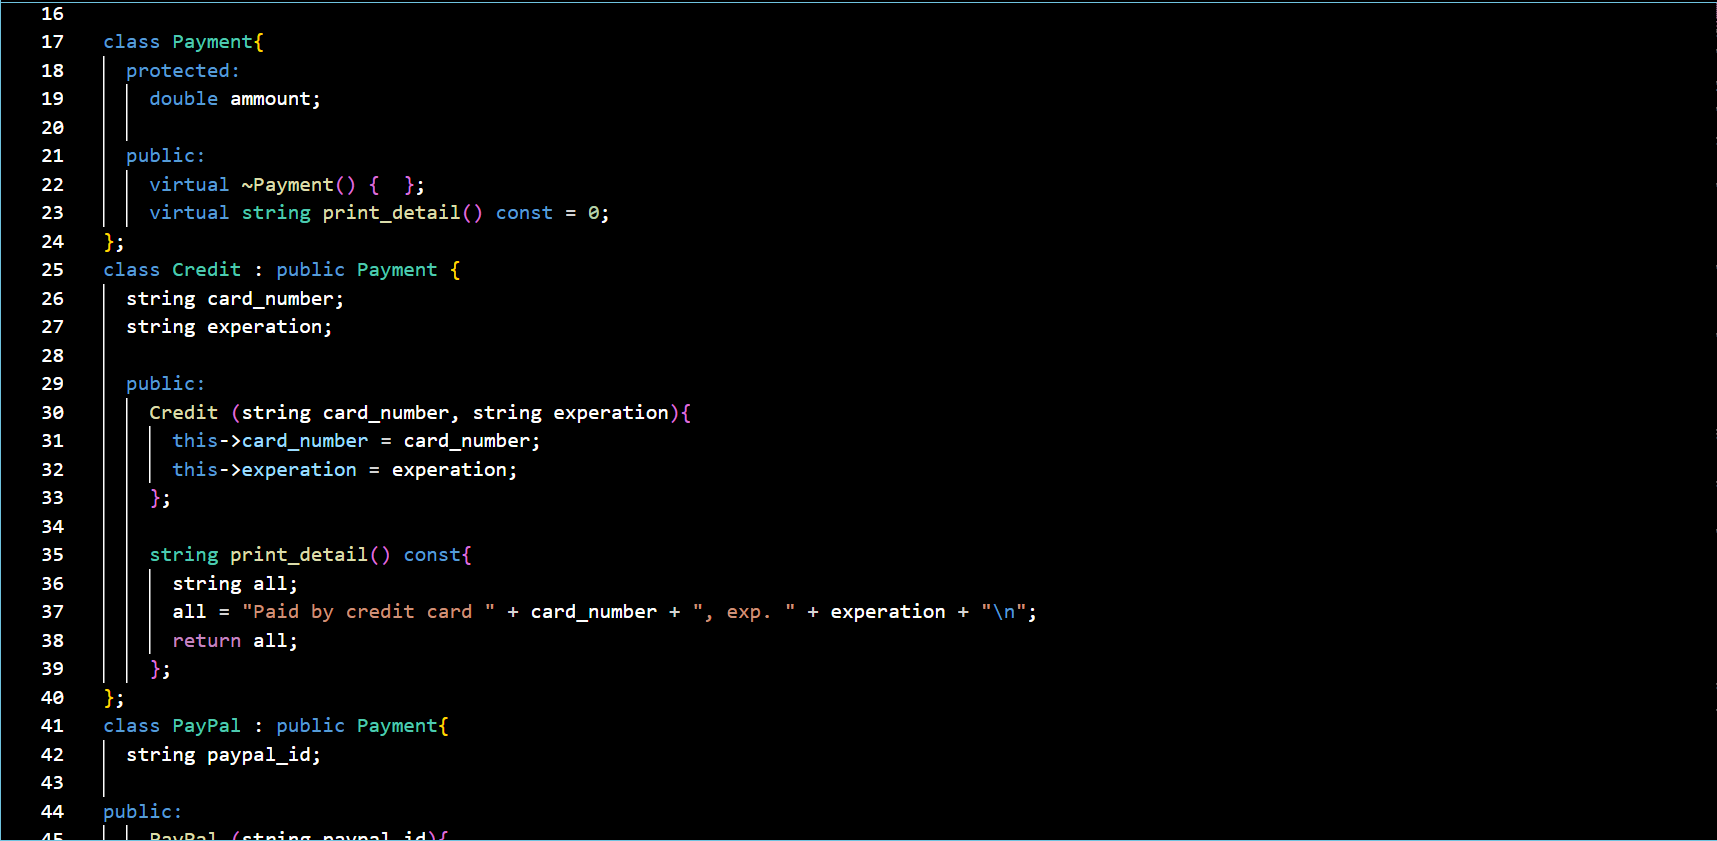 16
17 class Payment{
18 protected:
19 double ammount;
20
21 public:
22 virtual ~Payment() {  };
23 virtual string print_detail() const = 0;
24 };
25 class Credit : public Payment {
26 string card_number;
27 string experation;
28
29 public:
30 Credit (string card_number, string experation){
31 this->card_number = card_number;
32 this->experation = experation;
33 };
34
35 string print_detail() const{
36 string all;
37 all = "Paid by credit card " + card_number + ", exp. " + experation + "\n";
38 return all;
39 };
40 };
41 class PayPal : public Payment{
42 string paypal_id;
43
44 public:
45 PayPal (string paypal_id){